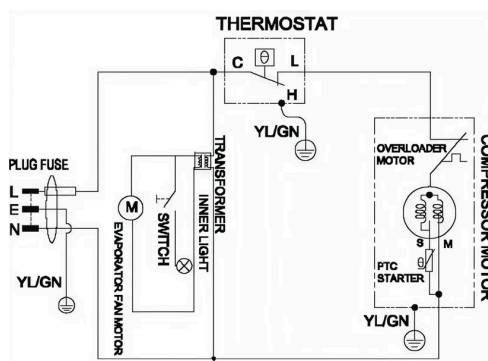 THERMOSTAT
C
θ
L
H
YL/GN
PLUG FUSE
L
E
N
YL/GN
M
EVAPORATOR FAN MOTOR
SWITCH
INNER LIGHT
TRANSFORMER
OVERLOADER
MOTOR
S
M
PTC
STARTER
θ
YL/GN
COMPRESSOR MOTOR